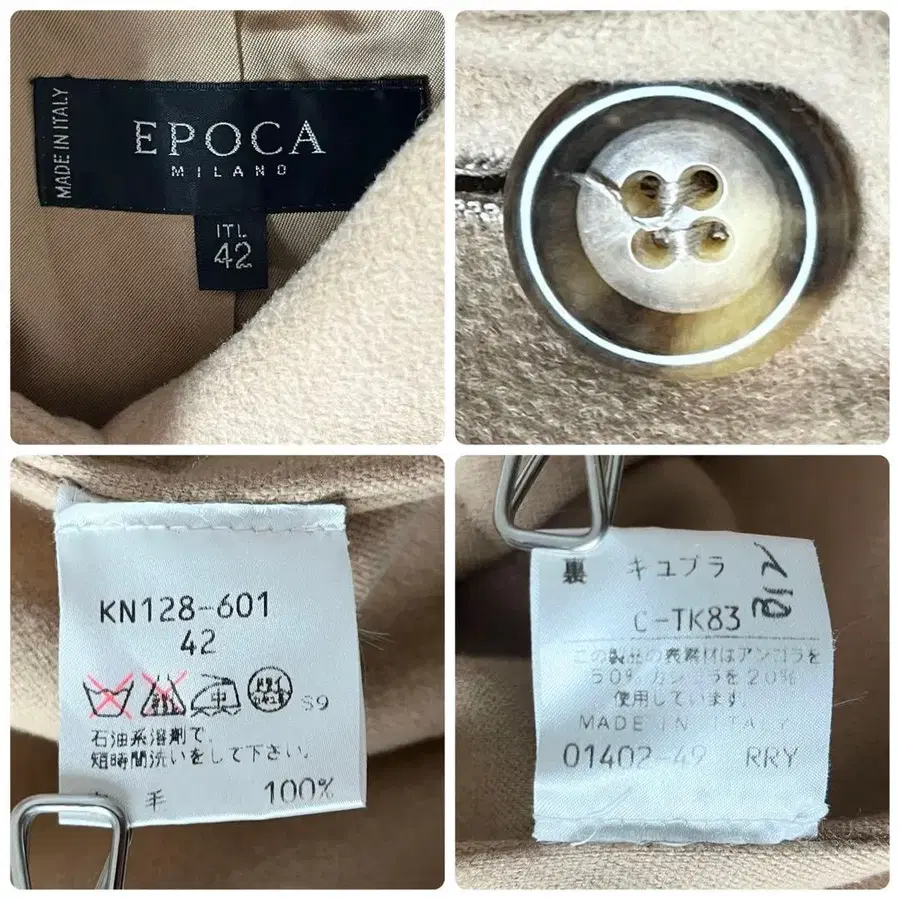 MADE IN ITALY
EPOCA
MILANO
ITL
42
KN128-601
42
S9
石油系溶剤で、
短時間洗いをして下さい。
毛 100%
裏 キュプラ
C-TK83
この製品の表素材はアンゴラを
50%カシゴラを20%
使用しています
MADE IN ITALY
01402-49 RRY